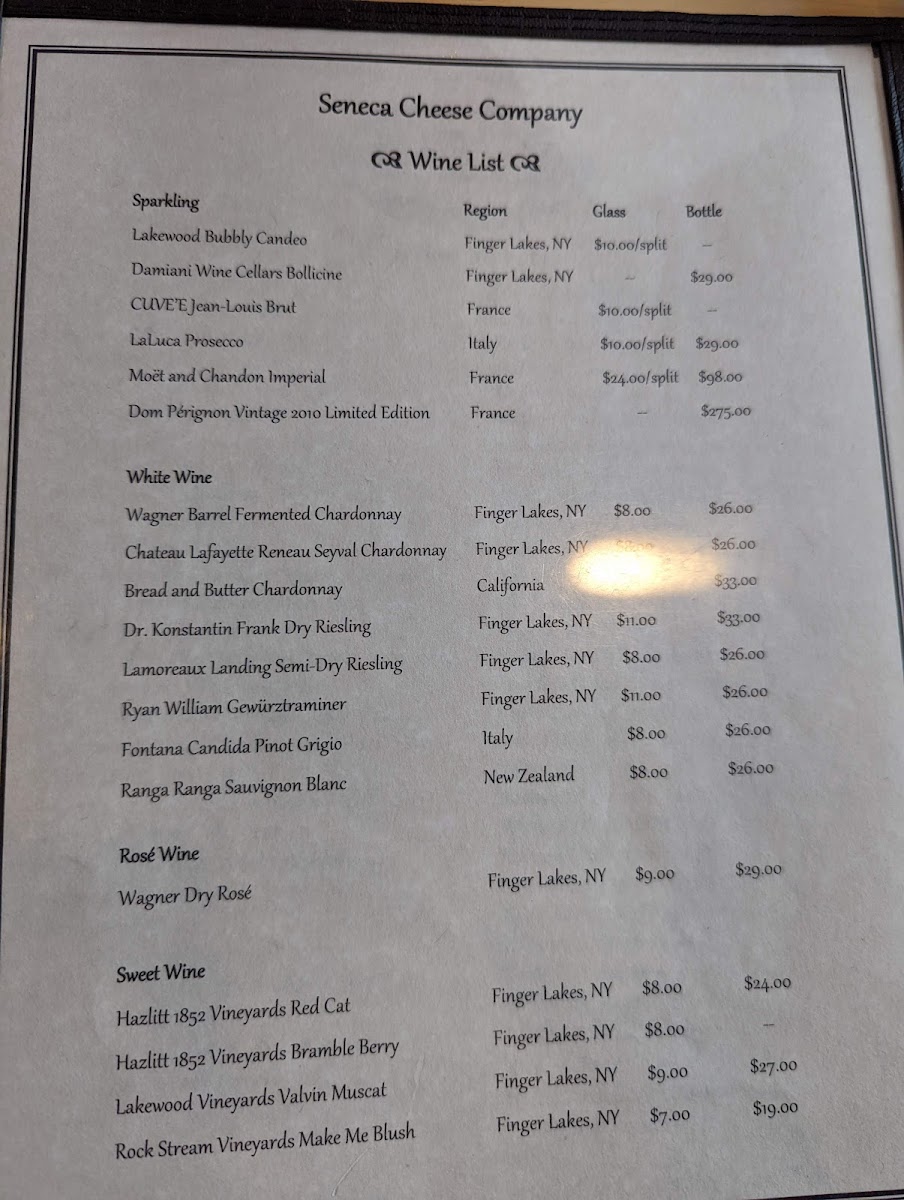 Seneca Cheese Company
Wine List
Sparkling Region Glass Bottle
Lakewood Bubbly Candeo Finger Lakes, NY $10.00/split –
Damiani Wine Cellars Bollicine Finger Lakes, NY – $29.00
CUVE'E Jean-Louis Brut France $10.00/split –
LaLuca Prosecco Italy $10.00/split $29.00
Moët and Chandon Imperial France $24.00/split $98.00
Dom Pérignon Vintage 2010 Limited Edition France – $275.00
White Wine
Wagner Barrel Fermented Chardonnay Finger Lakes, NY $8.00 $26.00
Chateau Lafayette Reneau Seyval Chardonnay Finger Lakes, NY $8.00 $26.00
Bread and Butter Chardonnay California $33.00
Dr. Konstantin Frank Dry Riesling Finger Lakes, NY $11.00 $33.00
Lamoreaux Landing Semi-Dry Riesling Finger Lakes, NY $8.00 $26.00
Ryan William Gewürztraminer Finger Lakes, NY $11.00 $26.00
Fontana Candida Pinot Grigio Italy $8.00 $26.00
Ranga Ranga Sauvignon Blanc New Zealand $8.00 $26.00
Rosé Wine
Wagner Dry Rosé Finger Lakes, NY $9.00 $29.00
Sweet Wine
Hazlitt 1852 Vineyards Red Cat Finger Lakes, NY $8.00 $24.00
Hazlitt 1852 Vineyards Bramble Berry Finger Lakes, NY $8.00 –
Lakewood Vineyards Valvin Muscat Finger Lakes, NY $9.00 $27.00
Rock Stream Vineyards Make Me Blush Finger Lakes, NY $7.00 $19.00